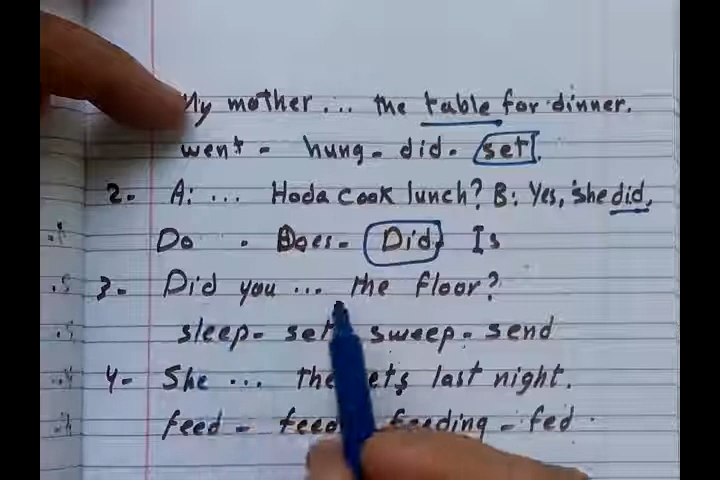 My mother ... the table for dinner.
went - hung - did - set.
2- A: ... Hoda cook lunch? B: Yes, she did.
Do - Does - Did Is
3- Did you ... the floor?
sleep - set sweep - send
4- She ... the last night.
feed - feeding - fed